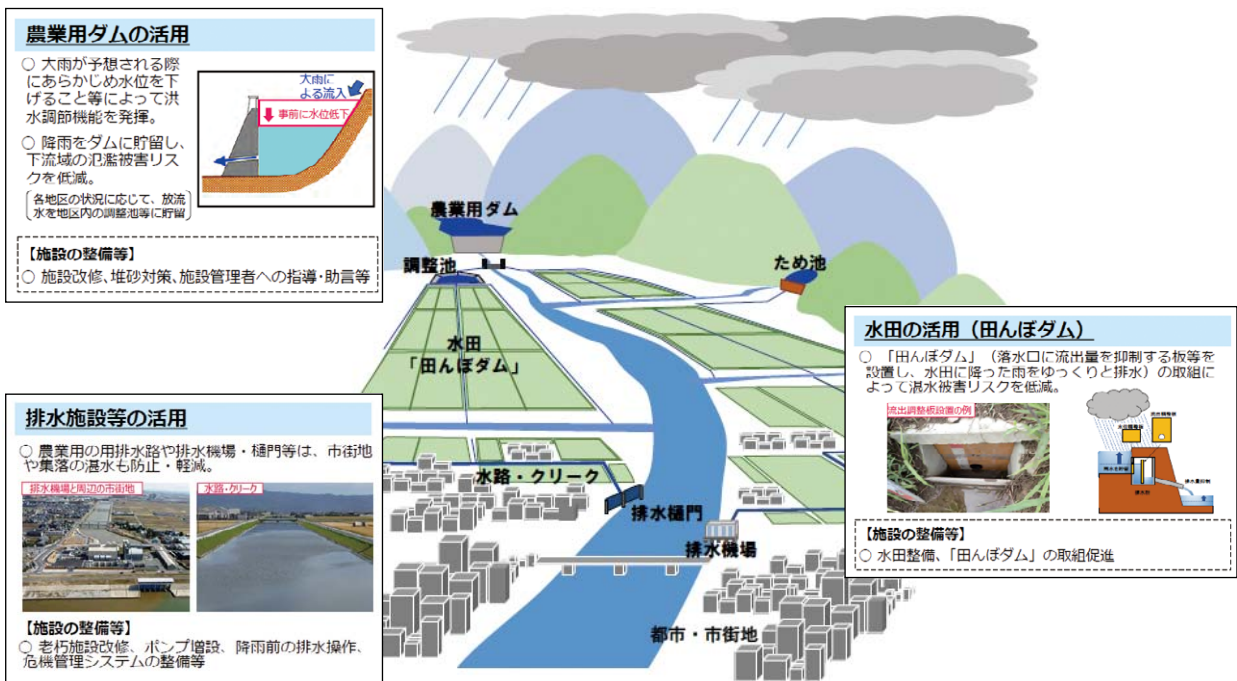 農業用ダムの活用
○ 大雨が予想される際
にあらかじめ水位を下
げること等によって洪
水調節機能を発揮。
○ 降雨をダムに貯留し、
下流域の氾濫被害リス
クを低減。
各地区の状況に応じて、放流
水を地区内の調整池等に貯留
大雨に
よる流入
事前に水位低下
【施設の整備等】
○ 施設改修、堆砂対策、施設管理者への指導・助言等
農業用ダム
調整池
ため池
水田
「田んぼダム」
水路・クリーク
排水樋門
排水機場
都市・市街地
排水施設等の活用
○ 農業用の用排水路や排水機場・樋門等は、市街地
や集落の湛水も防止・軽減。
排水機場と周辺の市街地
水路・クリーク
【施設の整備等】
○ 老朽施設改修、ポンプ増設、降雨前の排水操作、
危機管理システムの整備等
水田の活用（田んぼダム）
○ 「田んぼダム」（落水口に流出量を抑制する板等を
設置し、水田に降った雨をゆっくりと排水）の取組に
よって湛水被害リスクを低減。
流出調整板設置の例
【施設の整備等】
○ 水田整備、「田んぼダム」の取組促進